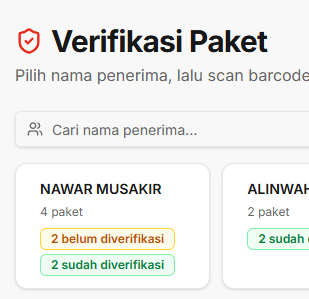 Verifikasi Paket
Pilih nama penerima, lalu scan barcode
Cari nama penerima...
NAWAR MUSAKIR
4 paket
2 belum diverifikasi
2 sudah diverifikasi
ALINWAH
2 paket
2 sudah